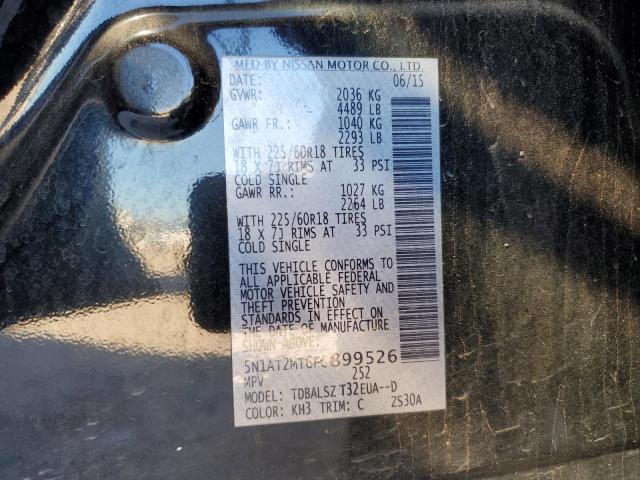 MFD BY NISSAN MOTOR CO., LTD.
DATE: 06/15
GVWR: 2036 KG
4489 LB
GAWR FR.: 1040 KG
2293 LB
WITH 225/60R18 TIRES
18 X 7J RIMS AT 33 PSI
COLD SINGLE
GAWR RR.: 1027 KG
2264 LB
WITH 225/60R18 TIRES
18 X 7J RIMS AT 33 PSI
COLD SINGLE
THIS VEHICLE CONFORMS TO
ALL APPLICABLE FEDERAL
MOTOR VEHICLE SAFETY AND
THEFT PREVENTION
STANDARDS IN EFFECT ON
THE DATE OF MANUFACTURE
SHOWN ABOVE.
MPV 252
MODEL: TDBALSZ T32EUA--D
COLOR: KH3 TRIM: C ZS30A